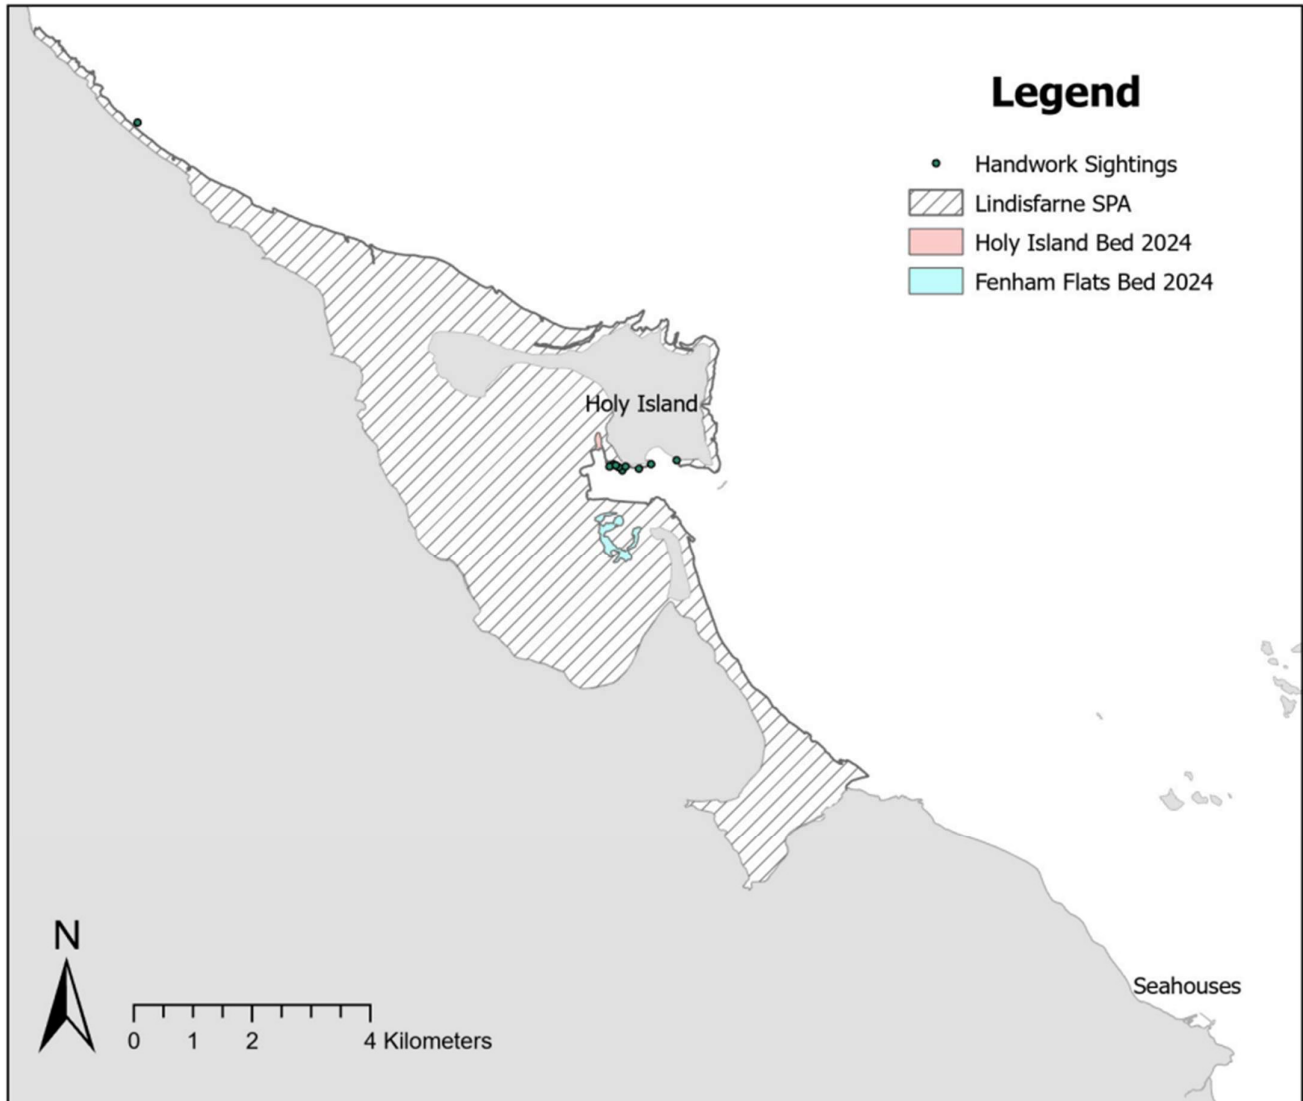 Legend
Handwork Sightings
Lindisfarne SPA
Holy Island Bed 2024
Fenham Flats Bed 2024
Holy Island
Seahouses
N
0 1 2 4 Kilometers